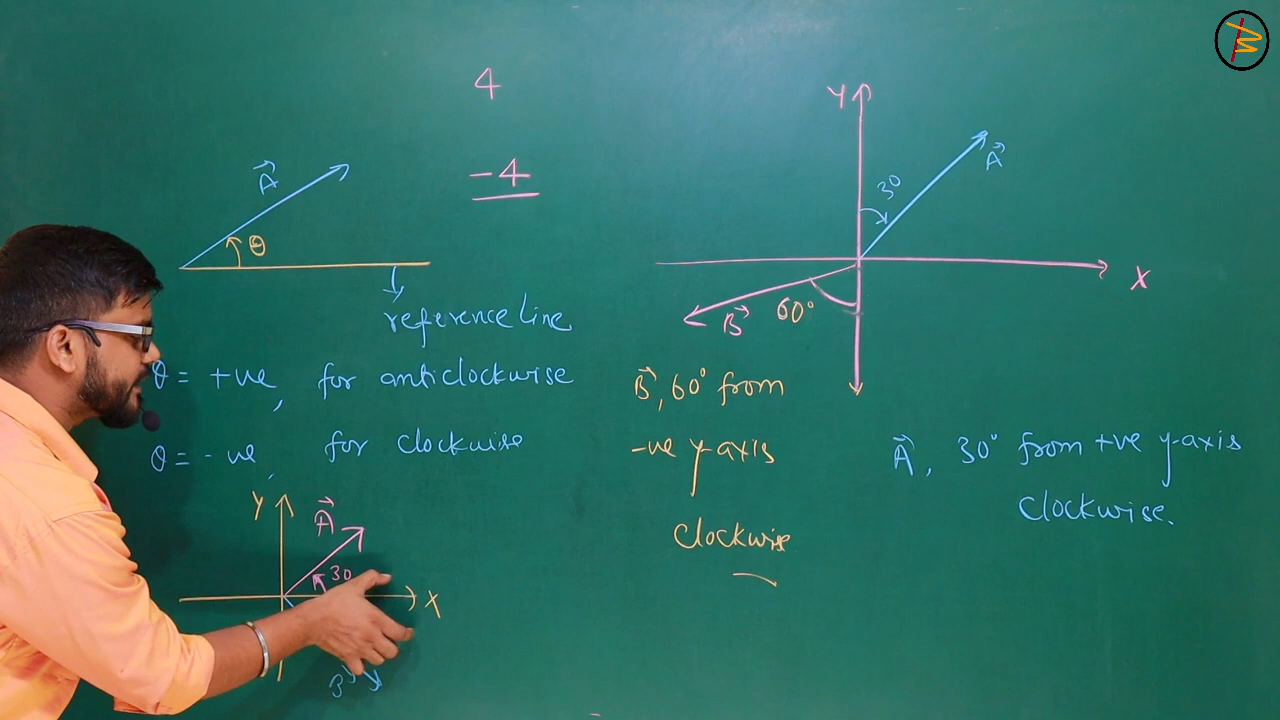 4
-4
A
θ
reference line
θ = +ve, for anticlockwise
θ = -ve, for clockwise
Y
A
30
X
B
Y
30
A
X
B
60°
B, 60° from
-ve y-axis
Clockwise
A, 30° from +ve y-axis
Clockwise.